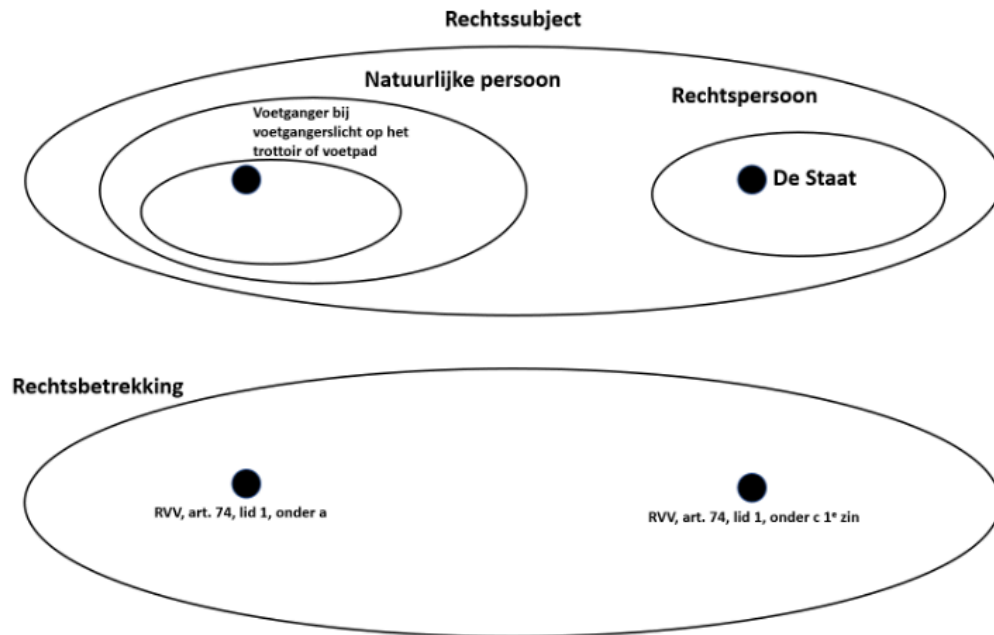 Rechtssubject
Natuurlijke persoon
Rechtspersoon
Voetganger bij
voetgangerslicht op het
trottoir of voetpad
De Staat
Rechtsbetrekking
RVV, art. 74, lid 1, onder a
RVV, art. 74, lid 1, onder c 1ᵉ zin